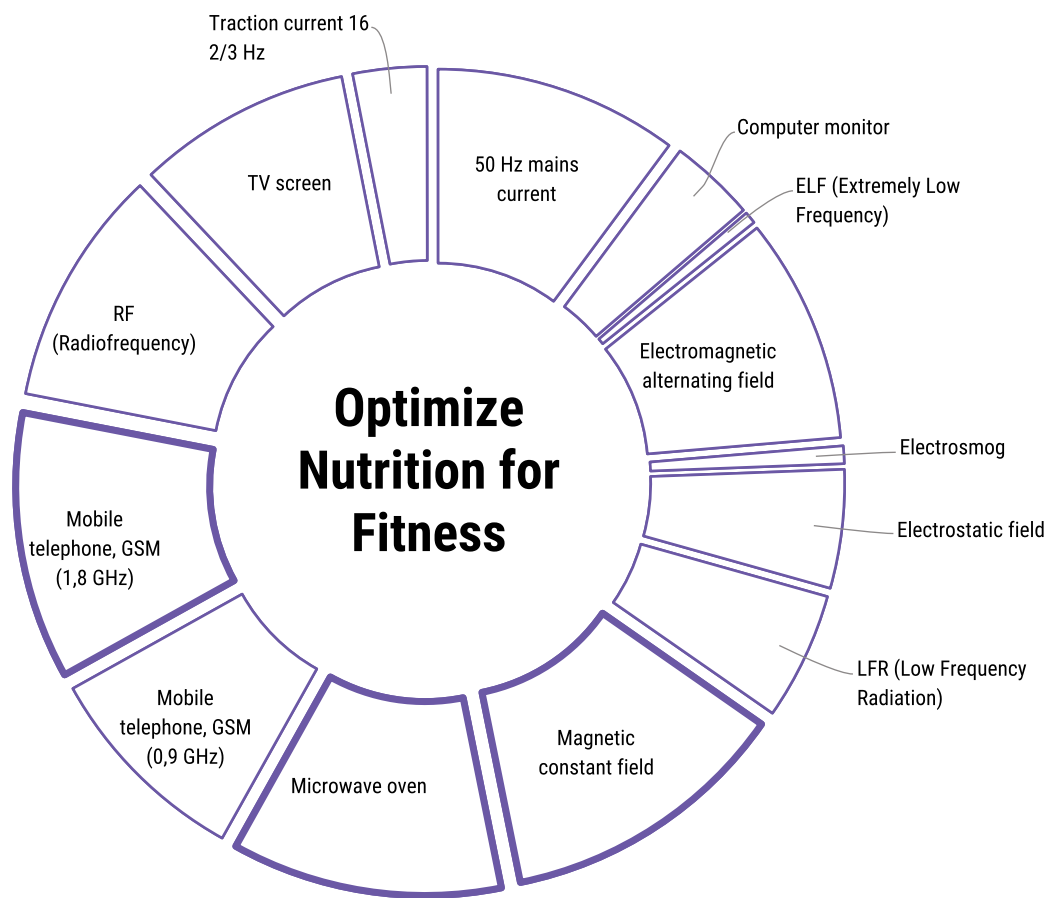 Traction current 16
2/3 Hz
50 Hz mains
current
Computer monitor
ELF (Extremely Low
Frequency)
Electromagnetic
alternating field
Electrosmog
Electrostatic field
LFR (Low Frequency
Radiation)
Magnetic
constant field
Microwave oven
Mobile
telephone, GSM
(0,9 GHz)
Mobile
telephone, GSM
(1,8 GHz)
RF
(Radiofrequency)
TV screen
Optimize
Nutrition for
Fitness